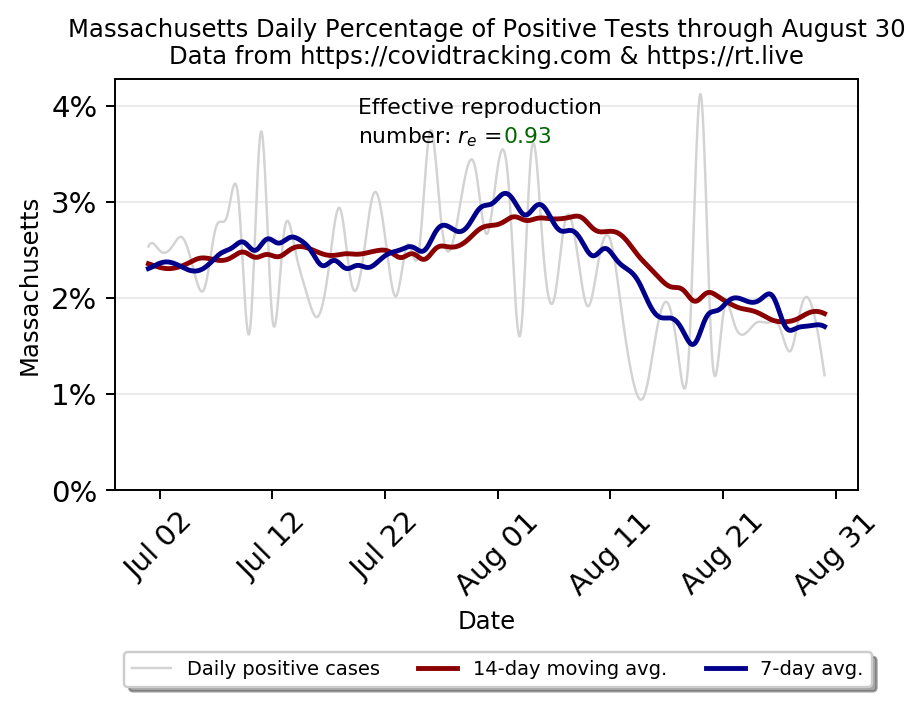 Massachusetts Daily Percentage of Positive Tests through August 30
Data from https://covidtracking.com & https://rt.live
Effective reproduction
number: rₑ =0.93
4%
3%
2%
1%
0%
Massachusetts
Jul 02
Jul 12
Jul 22
Aug 01
Aug 11
Aug 21
Aug 31
Date
Daily positive cases
14-day moving avg.
7-day avg.